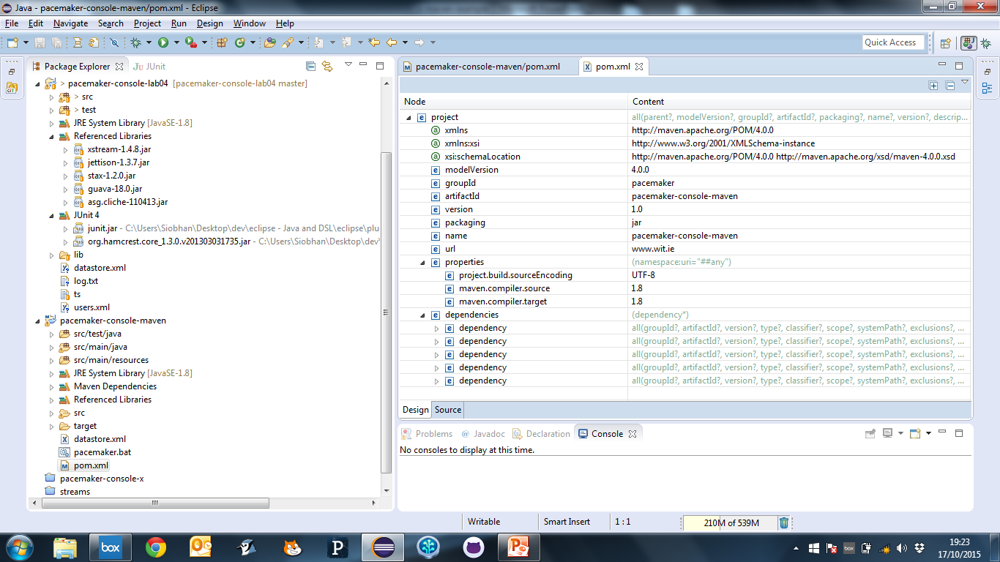 Java - pacemaker-console-maven/pom.xml - Eclipse
File Edit Navigate Search Project Run Design Window Help
Quick Access
Package Explorer JUnit
> pacemaker-console-lab04 [pacemaker-console-lab04 master]
> src
> test
JRE System Library [JavaSE-1.8]
Referenced Libraries
xstream-1.4.8.jar
jettison-1.3.7.jar
stax-1.2.0.jar
guava-18.0.jar
asg.cliche-110413.jar
JUnit 4
junit.jar - C:\Users\Siobhan\Desktop\dev\eclipse - Java and DSL\eclipse\plu
org.hamcrest.core_1.3.0.v201303031735.jar - C:\Users\Siobhan\Desktop\dev\
lib
datastore.xml
log.txt
ts
users.xml
pacemaker-console-maven
src/test/java
src/main/java
src/main/resources
JRE System Library [JavaSE-1.8]
Maven Dependencies
Referenced Libraries
src
target
datastore.xml
pacemaker.bat
pom.xml
pacemaker-console-x
streams
pacemaker-console-maven/pom.xml pom.xml
Node Content
project all(parent?, modelVersion?, groupId?, artifactId?, packaging?, name?, version?, descrip...
xmlns http://maven.apache.org/POM/4.0.0
xmlns:xsi http://www.w3.org/2001/XMLSchema-instance
xsi:schemaLocation http://maven.apache.org/POM/4.0.0 http://maven.apache.org/xsd/maven-4.0.0.xsd
modelVersion 4.0.0
groupId pacemaker
artifactId pacemaker-console-maven
version 1.0
packaging jar
name pacemaker-console-maven
url www.wit.ie
properties (namespace:uri="##any")
project.build.sourceEncoding UTF-8
maven.compiler.source 1.8
maven.compiler.target 1.8
dependencies (dependency*)
dependency all(groupId?, artifactId?, version?, type?, classifier?, scope?, systemPath?, exclusions?, ...
dependency all(groupId?, artifactId?, version?, type?, classifier?, scope?, systemPath?, exclusions?, ...
dependency all(groupId?, artifactId?, version?, type?, classifier?, scope?, systemPath?, exclusions?, ...
dependency all(groupId?, artifactId?, version?, type?, classifier?, scope?, systemPath?, exclusions?, ...
dependency all(groupId?, artifactId?, version?, type?, classifier?, scope?, systemPath?, exclusions?, ...
Design Source
Problems @ Javadoc Declaration Console
No consoles to display at this time.
Writable Smart Insert 1 : 1 210M of 539M
box
19:23
17/10/2015